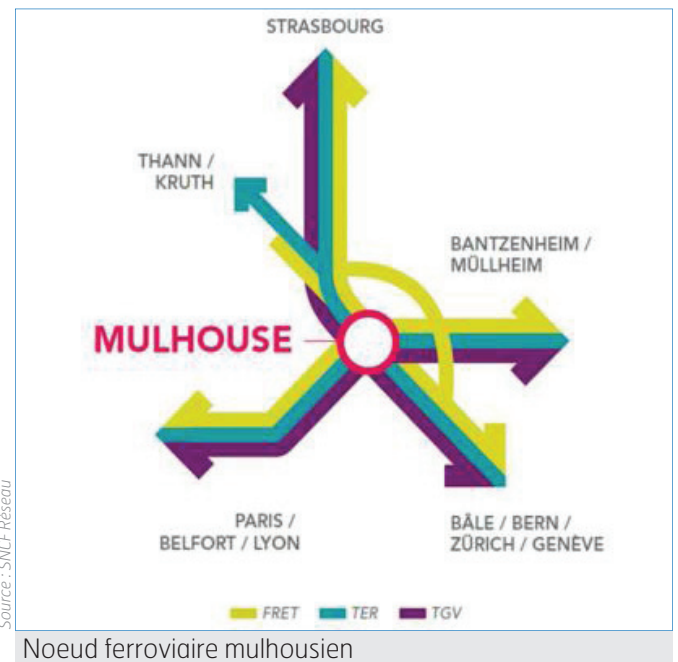 STRASBOURG
THANN /
KRUTH
BANTZENHEIM /
MÜLLHEIM
MULHOUSE
PARIS /
BELFORT / LYON
BÂLE / BERN /
ZÜRICH / GENÈVE
FRET TER TGV
Source : SNCF Réseau
Noeud ferroviaire mulhousien